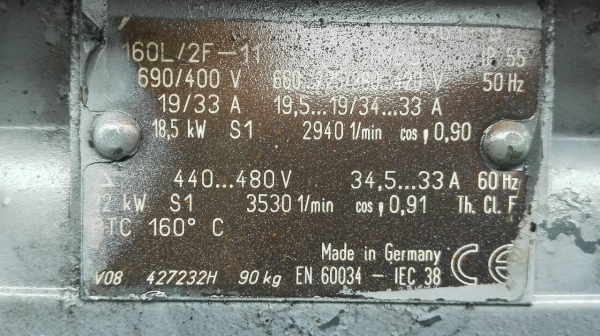 160L/2F-11 IP 55
690/400 V 660...725/380...420 V 50 Hz
19/33 A 19,5...19/34...33 A
18,5 kW S1 2940 1/min cos φ 0,90
440...480 V 34,5...33 A 60 Hz
22 kW S1 3530 1/min cos φ 0,91 Th. Cl. F
PTC 160° C
Made in Germany
V08 427232H 90 kg EN 60034 - IEC 38 CE